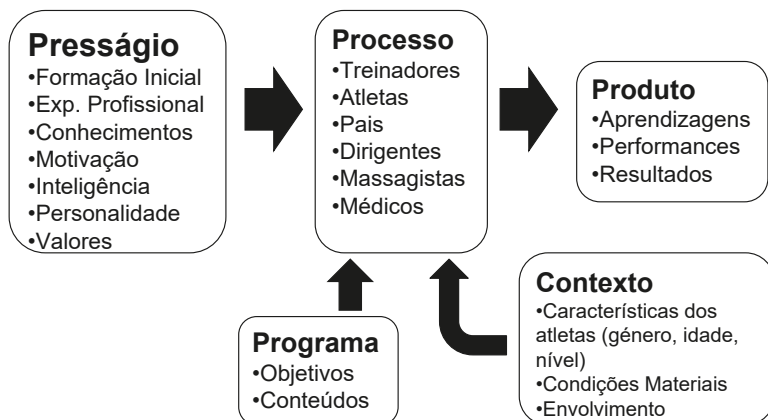 Presságio
•Formação Inicial
•Exp. Profissional
•Conhecimentos
•Motivação
•Inteligência
•Personalidade
•Valores
Processo
•Treinadores
•Atletas
•Pais
•Dirigentes
•Massagistas
•Médicos
Produto
•Aprendizagens
•Performances
•Resultados
Programa
•Objetivos
•Conteúdos
Contexto
•Características dos
atletas (género, idade,
nível)
•Condições Materiais
•Envolvimento